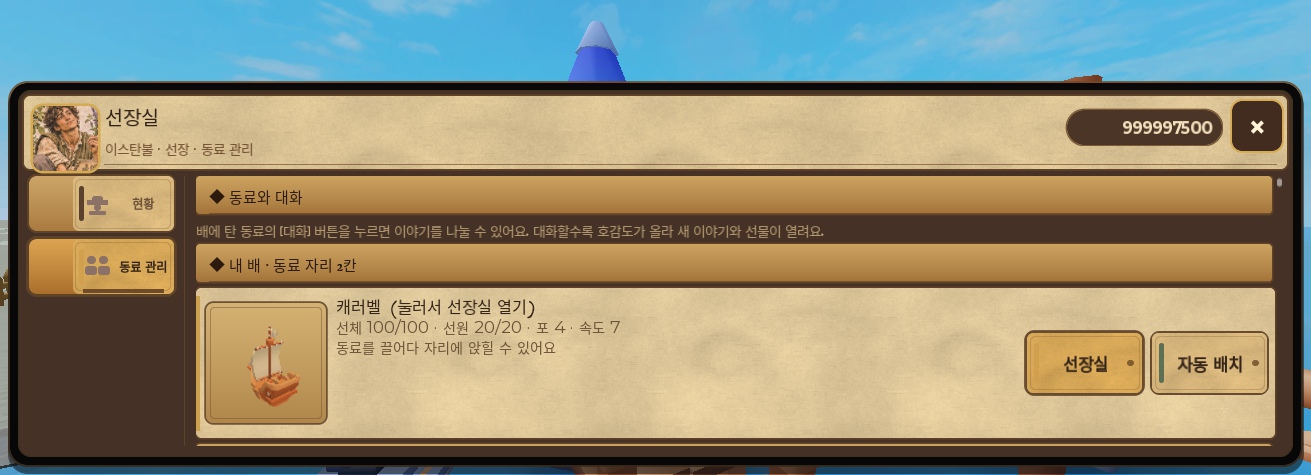 선장실
이스탄불 · 선장 · 동료 관리
999997500
×
현황
동료 관리
◆ 동료와 대화
배에 탄 동료의 [대화] 버튼을 누르면 이야기를 나눌 수 있어요. 대화할수록 호감도가 올라 새 이야기와 선물이 열려요.
◆ 내 배 · 동료 자리 2칸
캐러벨 (눌러서 선장실 열기)
선체 100/100 · 선원 20/20 · 포 4 · 속도 7
동료를 끌어다 자리에 앉힐 수 있어요
선장실
자동 배치